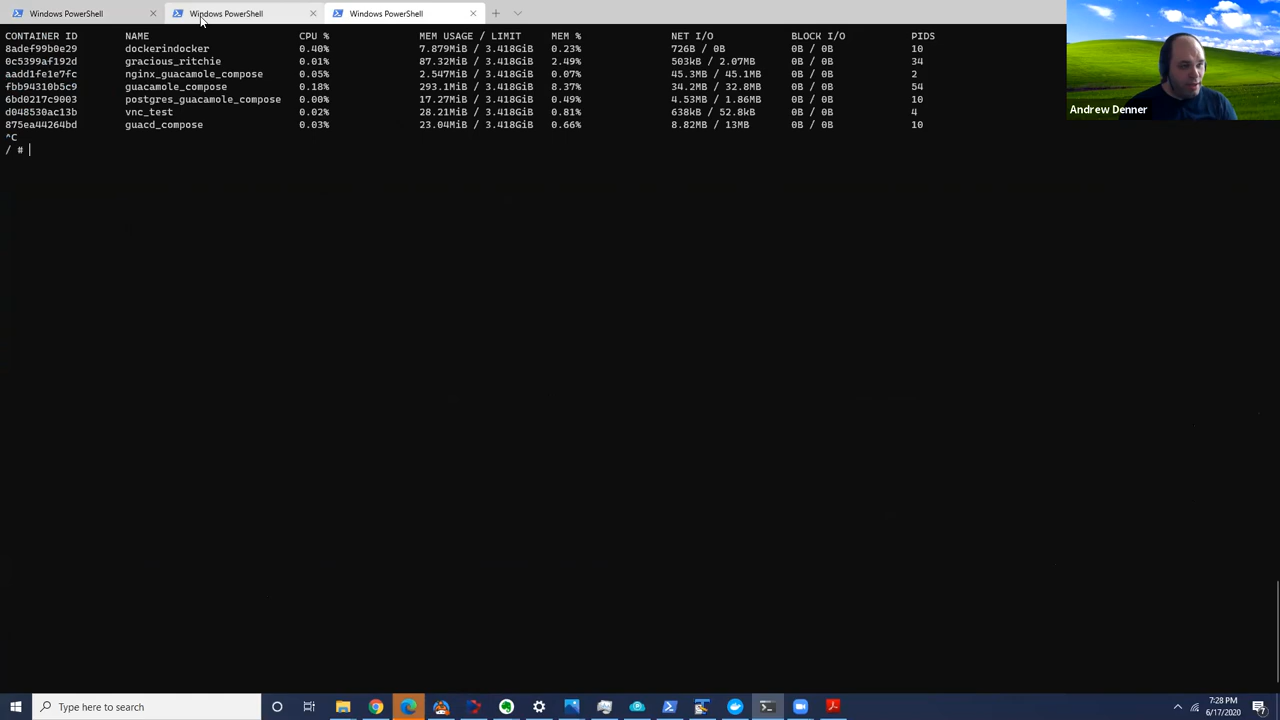 Windows PowerShell Windows PowerShell Windows PowerShell
CONTAINER ID NAME CPU % MEM USAGE / LIMIT MEM % NET I/O BLOCK I/O PIDS
8adef99b0e29 dockerindocker 0.40% 7.879MiB / 3.418GiB 0.23% 726B / 0B 0B / 0B 10
0c5399af192d gracious_ritchie 0.01% 87.32MiB / 3.418GiB 2.49% 503kB / 2.07MB 0B / 0B 34
aadd1fe1e7fc nginx_guacamole_compose 0.05% 2.547MiB / 3.418GiB 0.07% 45.3MB / 45.1MB 0B / 0B 2
fbb94310b5c9 guacamole_compose 0.18% 293.1MiB / 3.418GiB 8.37% 34.2MB / 32.8MB 0B / 0B 54
6bd0217c9003 postgres_guacamole_compose 0.00% 17.27MiB / 3.418GiB 0.49% 4.53MB / 1.86MB 0B / 0B 10
d048530ac13b vnc_test 0.02% 28.21MiB / 3.418GiB 0.81% 638kB / 52.8kB 0B / 0B 4
875ea44264bd guacd_compose 0.03% 23.04MiB / 3.418GiB 0.66% 8.82MB / 13MB 0B / 0B 10
^C
/ #
Andrew Denner
Type here to search
7:28 PM
6/17/2020